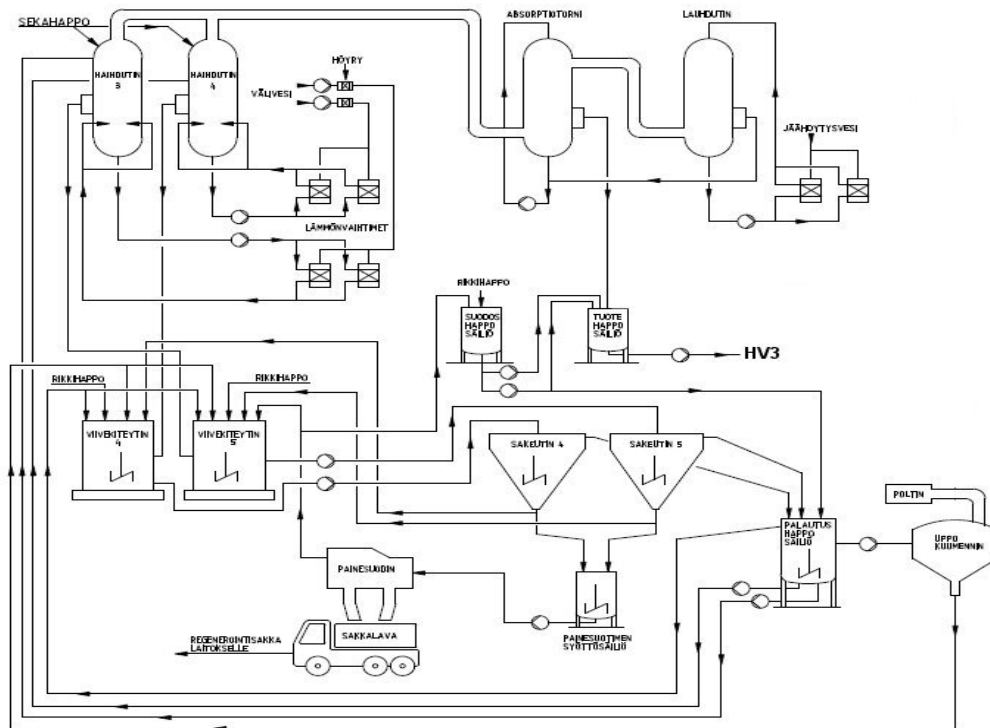 SEKAHAPPO
HAIHDUTIN
3
HAIHDUTIN
4
HÖYRY
VÄLIVESI
LÄMMÖNVAIHTIMET
ABSORPTIOTORNI
LAUHDUTIN
JÄÄHDYTYSVESI
RIKKIHAPPO
SUODOS
HAPPO
SÄILIÖ
TUOTE
HAPPO
SÄILIÖ
HV3
RIKKIHAPPO
RIKKIHAPPO
VIIVEKITEYTIN
4
VIIVEKITEYTIN
5
SAKEUTIN 4
SAKEUTIN 5
POLTIN
PALAUTUS
HAPPO
SÄILIÖ
UPPO
KUUMENNIN
PAINESUODIN
SAKKALAVA
PAINESUOTIMEN
SYÖTTÖSÄILIÖ
REGENEROINTISAKKA
LAITOKSELLE